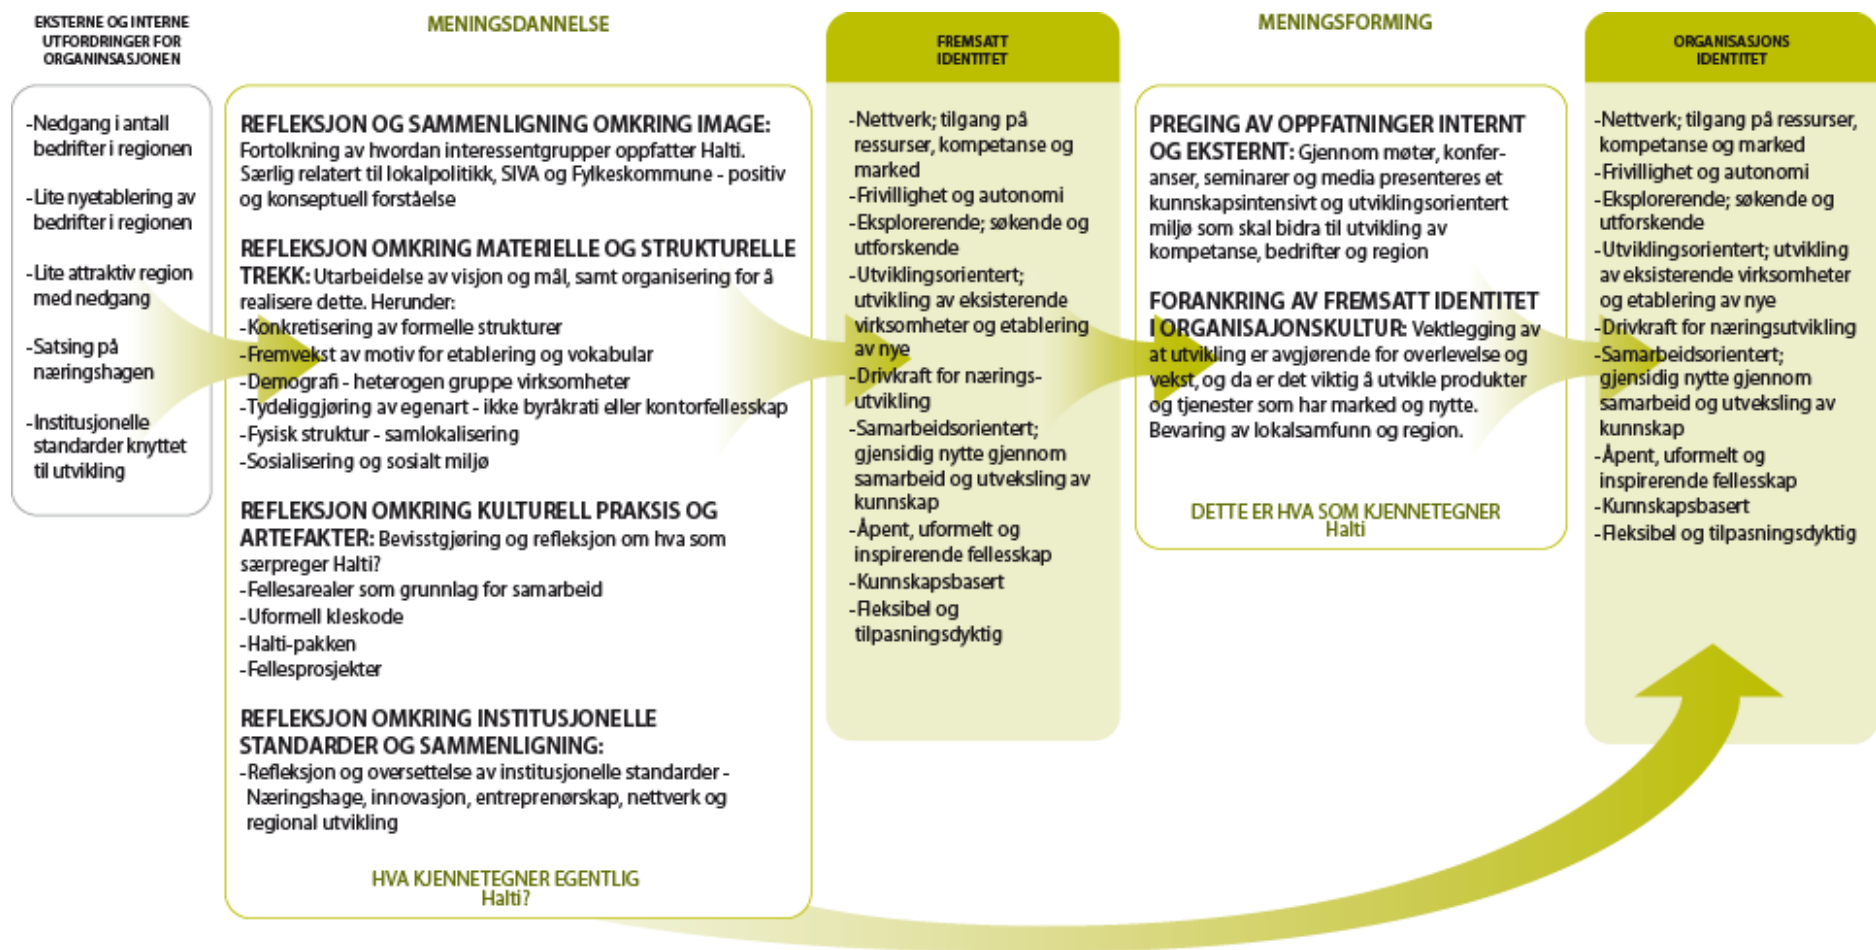 EKSTERNE OG INTERNE
UTFORDRINGER FOR
ORGANINSASJONEN
-Nedgang i antall
bedrifter i regionen
-Lite nyetablering av
bedrifter i regionen
-Lite attraktiv region
med nedgang
-Satsing på
næringshagen
-Institusjonelle
standarder knyttet
til utvikling
MENINGSDANNELSE
REFLEKSJON OG SAMMENLIGNING OMKRING IMAGE:
Fortolkning av hvordan interessentgrupper oppfatter Halti.
Særlig relatert til lokalpolitikk, SIVA og Fylkeskommune - positiv
og konseptuell forståelse
REFLEKSJON OMKRING MATERIELLE OG STRUKTURELLE
TREKK: Utarbeidelse av visjon og mål, samt organisering for å
realisere dette. Herunder:
-Konkretisering av formelle strukturer
-Fremvekst av motiv for etablering og vokabular
-Demografi - heterogen gruppe virksomheter
-Tydeliggjøring av egenart - ikke byråkrati eller kontorfellesskap
-Fysisk struktur - samlokalisering
-Sosialisering og sosialt miljø
REFLEKSJON OMKRING KULTURELL PRAKSIS OG
ARTEFAKTER: Bevisstgjøring og refleksjon om hva som
særpreger Halti?
-Fellesarealer som grunnlag for samarbeid
-Uformell kleskode
-Halti-pakken
-Fellesprosjekter
REFLEKSJON OMKRING INSTITUSJONELLE
STANDARDER OG SAMMENLIGNING:
-Refleksjon og oversettelse av institusjonelle standarder -
Næringshage, innovasjon, entreprenørskap, nettverk og
regional utvikling
HVA KJENNETEGNER EGENTLIG
Halti?
FREMSATT
IDENTITET
-Nettverk; tilgang på
ressurser, kompetanse og
marked
-Frivillighet og autonomi
-Eksplorerende; søkende og
utforskende
-Utviklingsorientert;
utvikling av eksisterende
virksomheter og etablering
av nye
-Drivkraft for nærings-
utvikling
-Samarbeidsorientert;
gjensidig nytte gjennom
samarbeid og utveksling av
kunnskap
-Åpent, uformelt og
inspirerende fellesskap
-Kunnskapsbasert
-Fleksibel og
tilpasningsdyktig
MENINGSFORMING
PREGING AV OPPFATNINGER INTERNT
OG EKSTERNT: Gjennom møter, konfer-
anser, seminarer og media presenteres et
kunnskapsintensivt og utviklingsorientert
miljø som skal bidra til utvikling av
kompetanse, bedrifter og region
FORANKRING AV FREMSATT IDENTITET
I ORGANISAJONSKULTUR: Vektlegging av
at utvikling er avgjørende for overlevelse og
vekst, og da er det viktig å utvikle produkter
og tjenester som har marked og nytte.
Bevaring av lokalsamfunn og region.
DETTE ER HVA SOM KJENNETEGNER
Halti
ORGANISASJONS
IDENTITET
-Nettverk; tilgang på ressurser,
kompetanse og marked
-Frivillighet og autonomi
-Eksplorerende; søkende og
utforskende
-Utviklingsorientert; utvikling
av eksisterende virksomheter
og etablering av nye
-Drivkraft for næringsutvikling
-Samarbeidsorientert;
gjensidig nytte gjennom
samarbeid og utveksling av
kunnskap
-Åpent, uformelt og
inspirerende fellesskap
-Kunnskapsbasert
-Fleksibel og tilpasningsdyktig